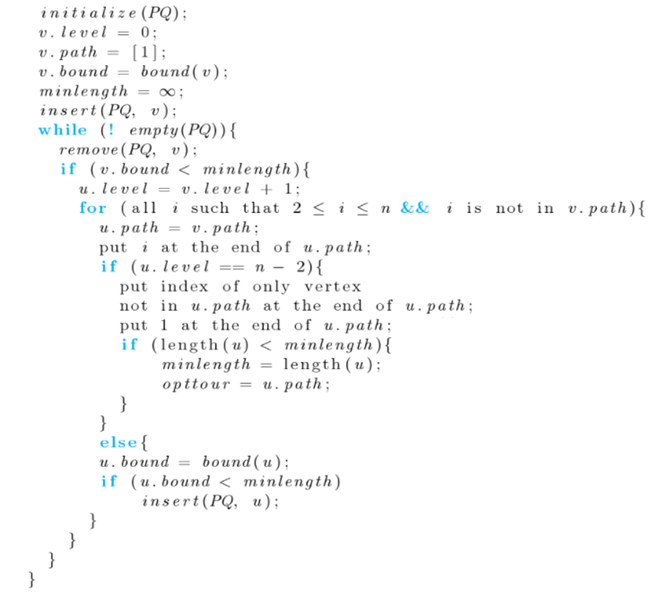 initialize(PQ);
v.level = 0;
v.path = [1];
v.bound = bound(v);
minlength = ∞;
insert(PQ, v);
while (! empty(PQ)){
remove(PQ, v);
if (v.bound < minlength){
u.level = v.level + 1;
for (all i such that 2 ≤ i ≤ n && i is not in v.path){
u.path = v.path;
put i at the end of u.path;
if (u.level == n − 2){
put index of only vertex
not in u.path at the end of u.path;
put 1 at the end of u.path;
if (length(u) < minlength){
minlength = length(u);
opttour = u.path;
}
}
else{
u.bound = bound(u);
if (u.bound < minlength)
insert(PQ, u);
}
}
}
}